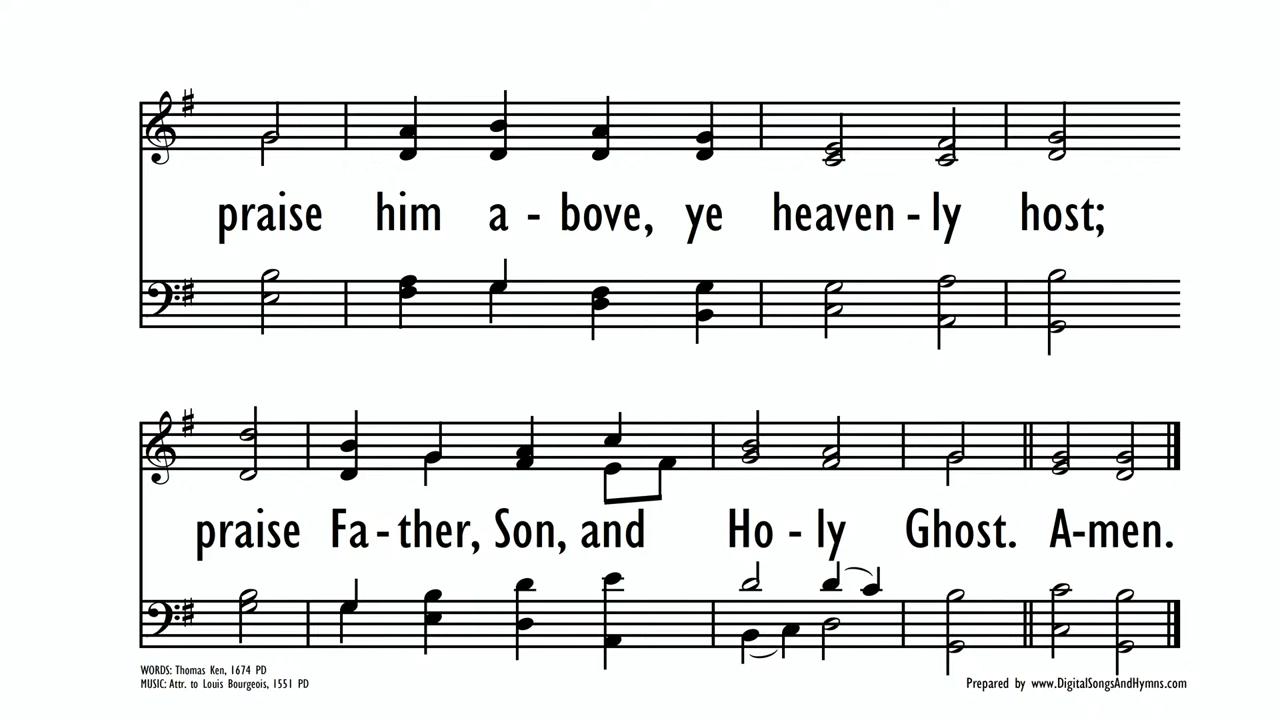 praise him a - bove, ye heaven - ly host;
praise Fa - ther, Son, and Ho - ly Ghost. A-men.
WORDS: Thomas Ken, 1674 PD
MUSIC: Attr. to Louis Bourgeois, 1551 PD
Prepared by www.DigitalSongsAndHymns.com